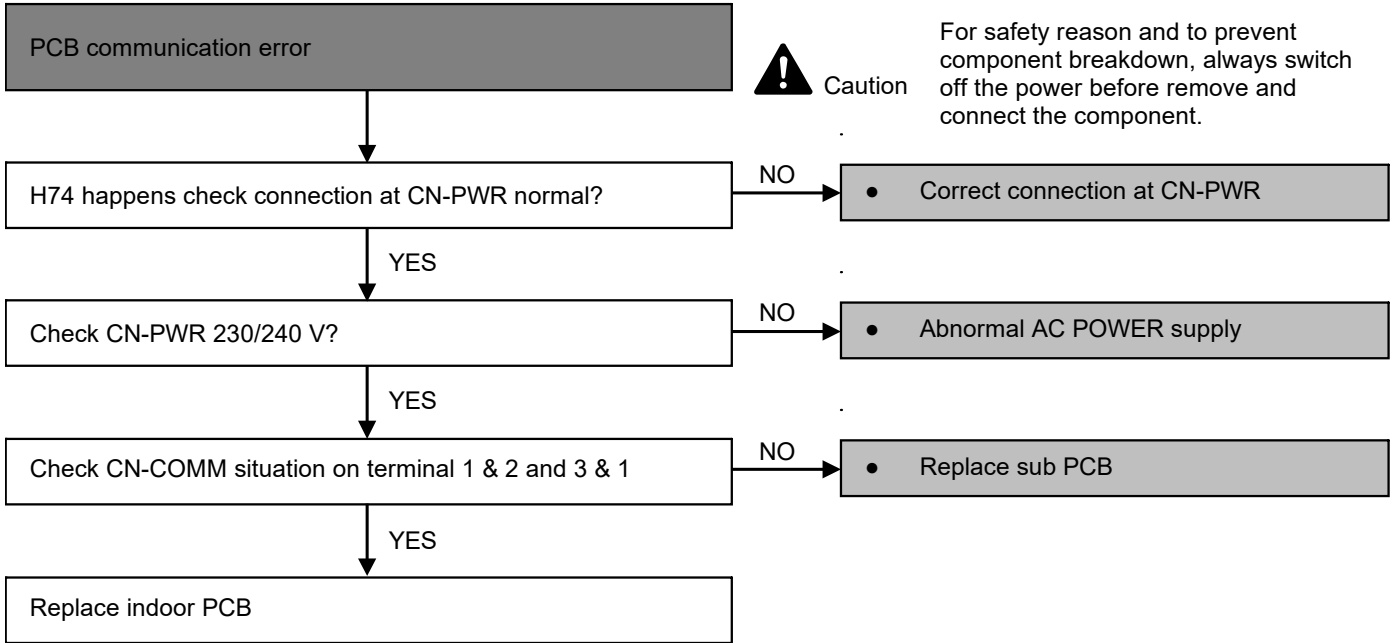 PCB communication error
Caution
For safety reason and to prevent
component breakdown, always switch
off the power before remove and
connect the component.
H74 happens check connection at CN-PWR normal?
NO
• Correct connection at CN-PWR
YES
Check CN-PWR 230/240 V?
NO
• Abnormal AC POWER supply
YES
Check CN-COMM situation on terminal 1 & 2 and 3 & 1
NO
• Replace sub PCB
YES
Replace indoor PCB